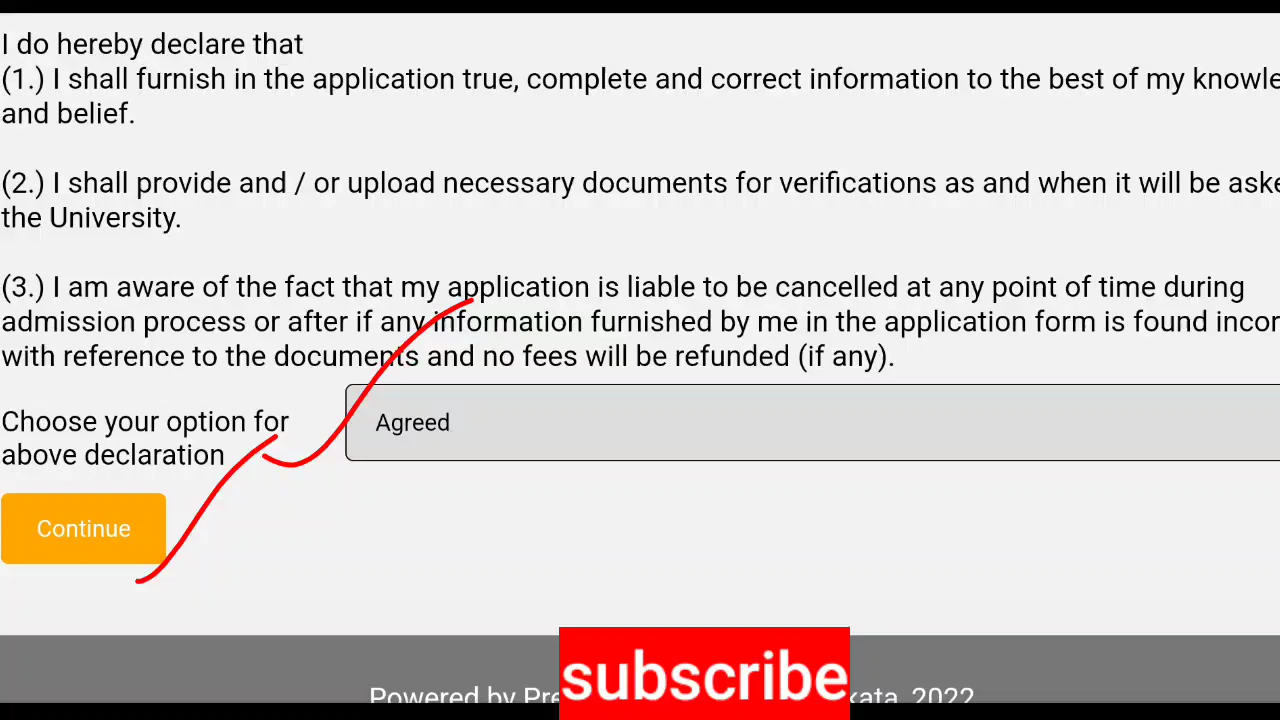 I do hereby declare that
(1.) I shall furnish in the application true, complete and correct information to the best of my
and belief.
(2.) I shall provide and / or upload necessary documents for verifications as and when it will be
the University.
(3.) I am aware of the fact that my application is liable to be cancelled at any point of time during
admission process or after if any information furnished by me in the application form is found
with reference to the documents and no fees will be refunded (if any).
Choose your option for
above declaration
Agreed
Continue
subscribe
Powered by 2022